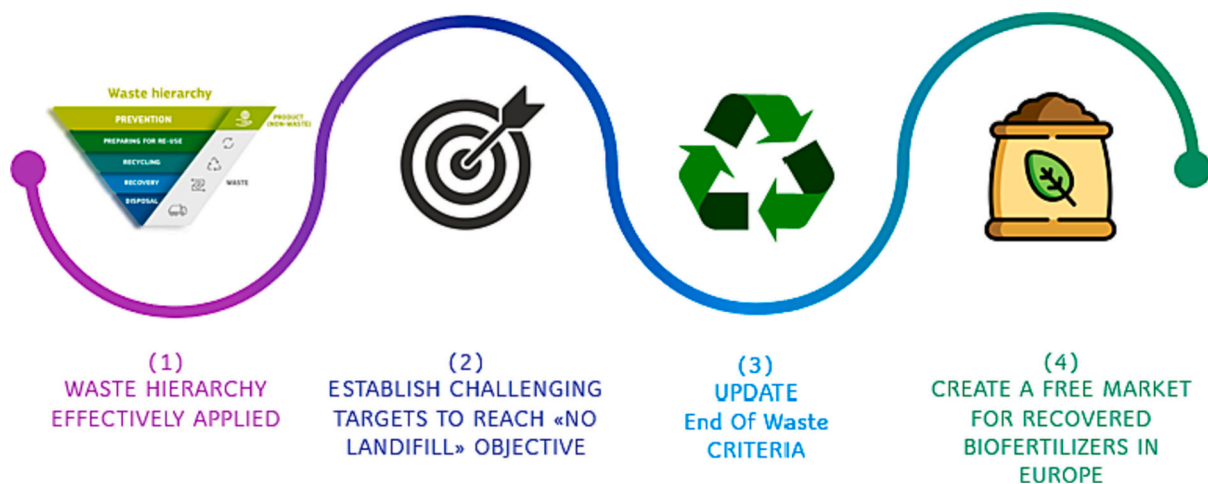 Waste hierarchy
PREVENTION
PRODUCT
(NON-WASTE)
PREPARING FOR RE-USE
RECYCLING
RECOVERY
WASTE
DISPOSAL
(1)
WASTE HIERARCHY
EFFECTIVELY APPLIED
(2)
ESTABLISH CHALLENGING
TARGETS TO REACH «NO
LANDIFILL» OBJECTIVE
(3)
UPDATE
End Of Waste
CRITERIA
(4)
CREATE A FREE MARKET
FOR RECOVERED
BIOFERTILIZERS IN
EUROPE